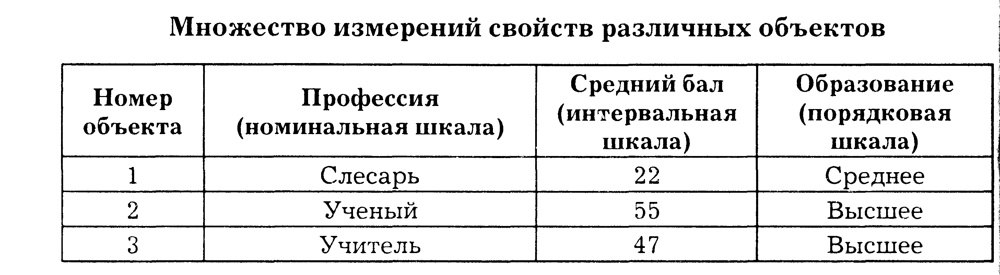 Множество измерений свойств различных объектов
Номер объекта
Профессия (номинальная шкала)
Средний бал (интервальная шкала)
Образование (порядковая шкала)
1 Слесарь 22 Среднее
2 Ученый 55 Высшее
3 Учитель 47 Высшее